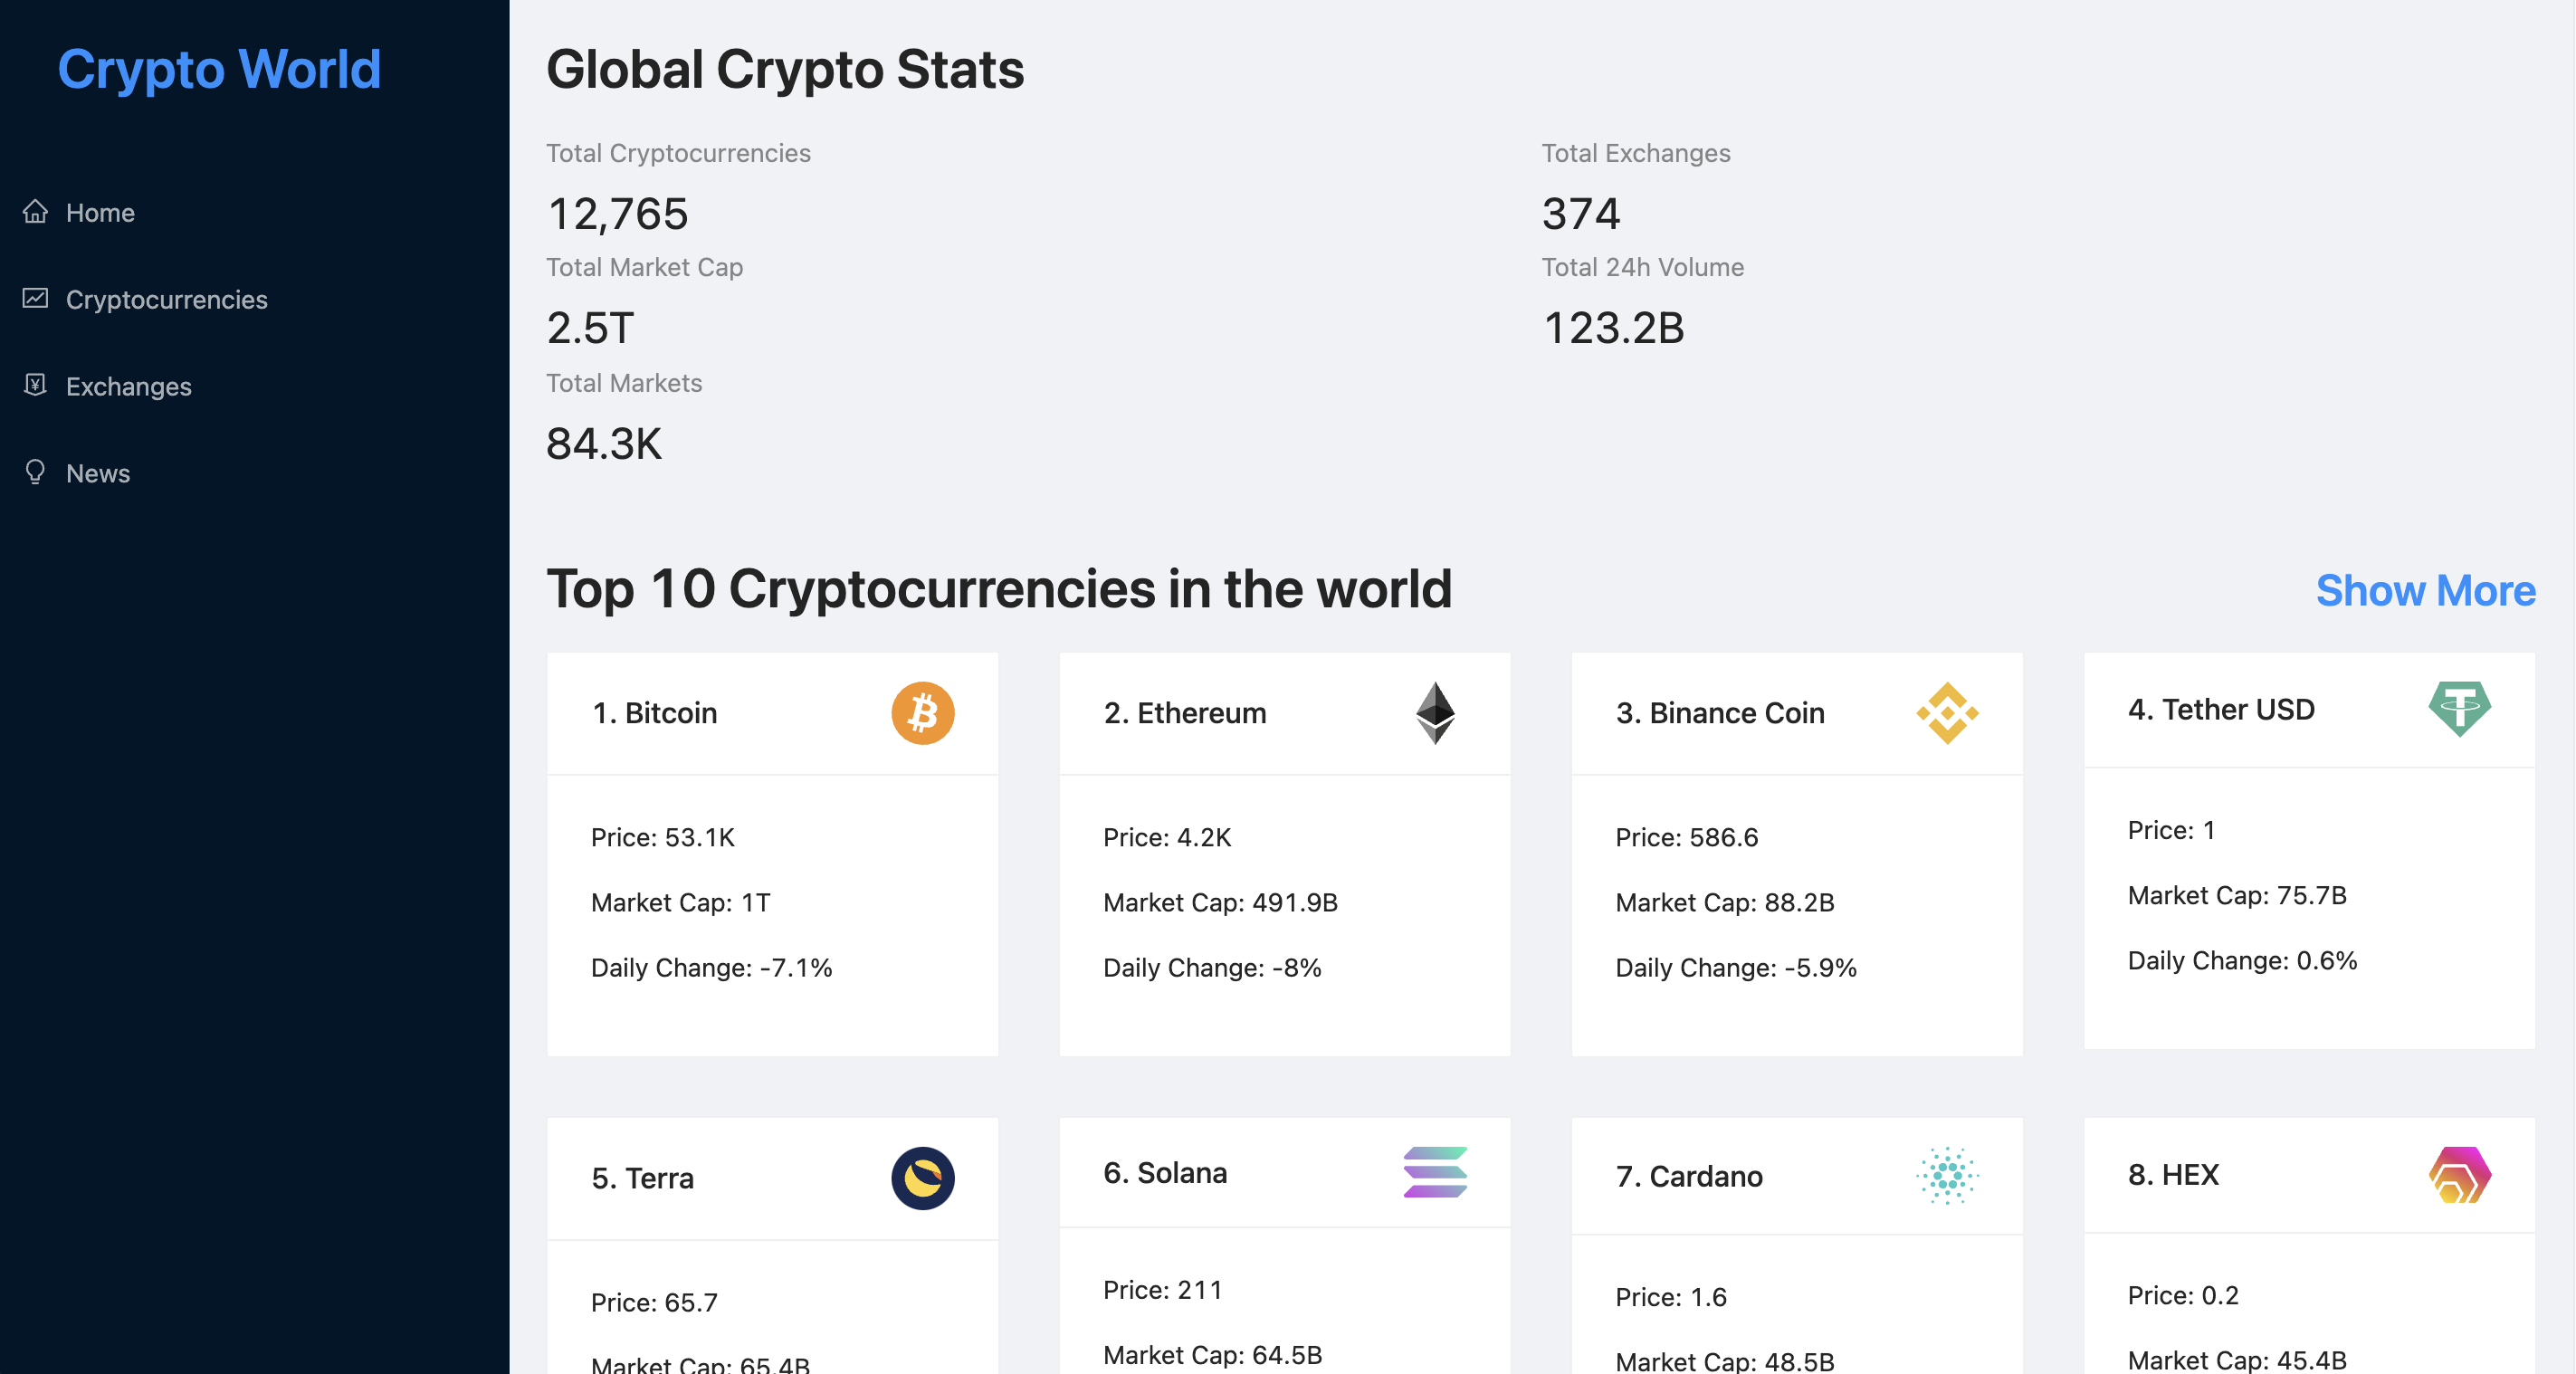 Crypto World
Home
Cryptocurrencies
Exchanges
News
Global Crypto Stats
Total Cryptocurrencies
12,765
Total Exchanges
374
Total Market Cap
2.5T
Total 24h Volume
123.2B
Total Markets
84.3K
Top 10 Cryptocurrencies in the world
Show More
1. Bitcoin
Price: 53.1K
Market Cap: 1T
Daily Change: -7.1%
2. Ethereum
Price: 4.2K
Market Cap: 491.9B
Daily Change: -8%
3. Binance Coin
Price: 586.6
Market Cap: 88.2B
Daily Change: -5.9%
4. Tether USD
Price: 1
Market Cap: 75.7B
Daily Change: 0.6%
5. Terra
Price: 65.7
Market Cap: 65.4B
6. Solana
Price: 211
Market Cap: 64.5B
7. Cardano
Price: 1.6
Market Cap: 48.5B
8. HEX
Price: 0.2
Market Cap: 45.4B